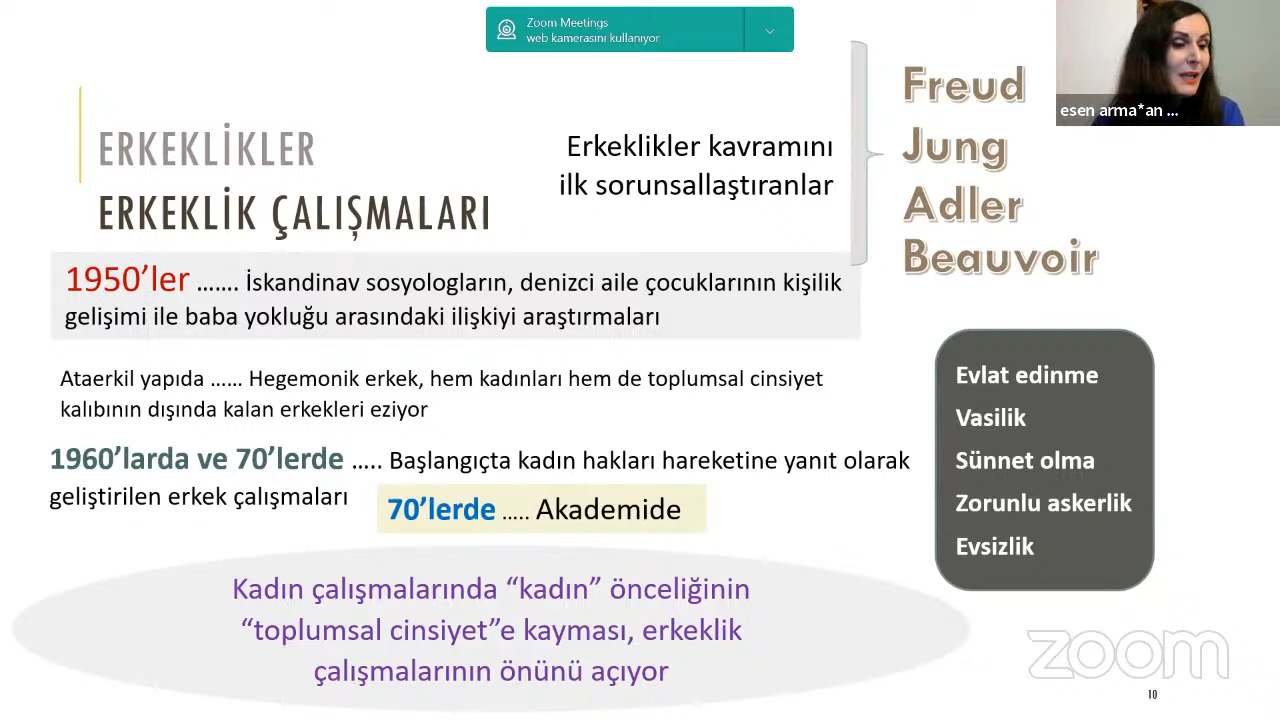 Zoom Meetings
web kamerasını kullanıyor
esen arma*an ...
ERKEKLİKLER
ERKEKLİK ÇALIŞMALARI
Erkeklikler kavramını
ilk sorunsallaştıranlar
Freud
Jung
Adler
Beauvoir
1950’ler ....... İskandinav sosyologların, denizci aile çocuklarının kişilik
gelişimi ile baba yokluğu arasındaki ilişkiyi araştırmaları
Ataerkil yapıda ...... Hegemonik erkek, hem kadınları hem de toplumsal cinsiyet
kalıbının dışında kalan erkekleri eziyor
1960’larda ve 70’lerde ..... Başlangıçta kadın hakları hareketine yanıt olarak
geliştirilen erkek çalışmaları
70’lerde ..... Akademide
Evlat edinme
Vasilik
Sünnet olma
Zorunlu askerlik
Evsizlik
Kadın çalışmalarında “kadın” önceliğinin
“toplumsal cinsiyet”e kayması, erkeklik
çalışmalarının önünü açıyor
zoom
10